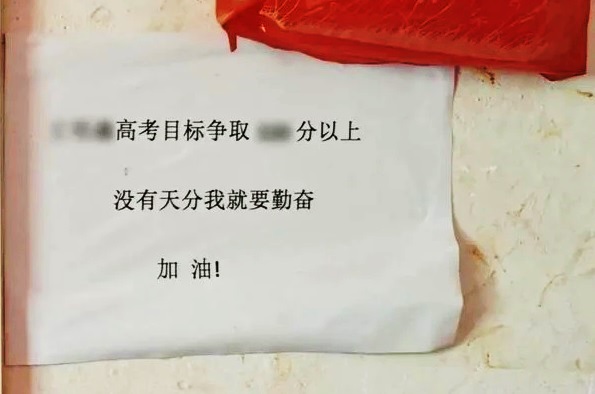 高考目标争取 分以上
没有天分我就要勤奋
加 油!